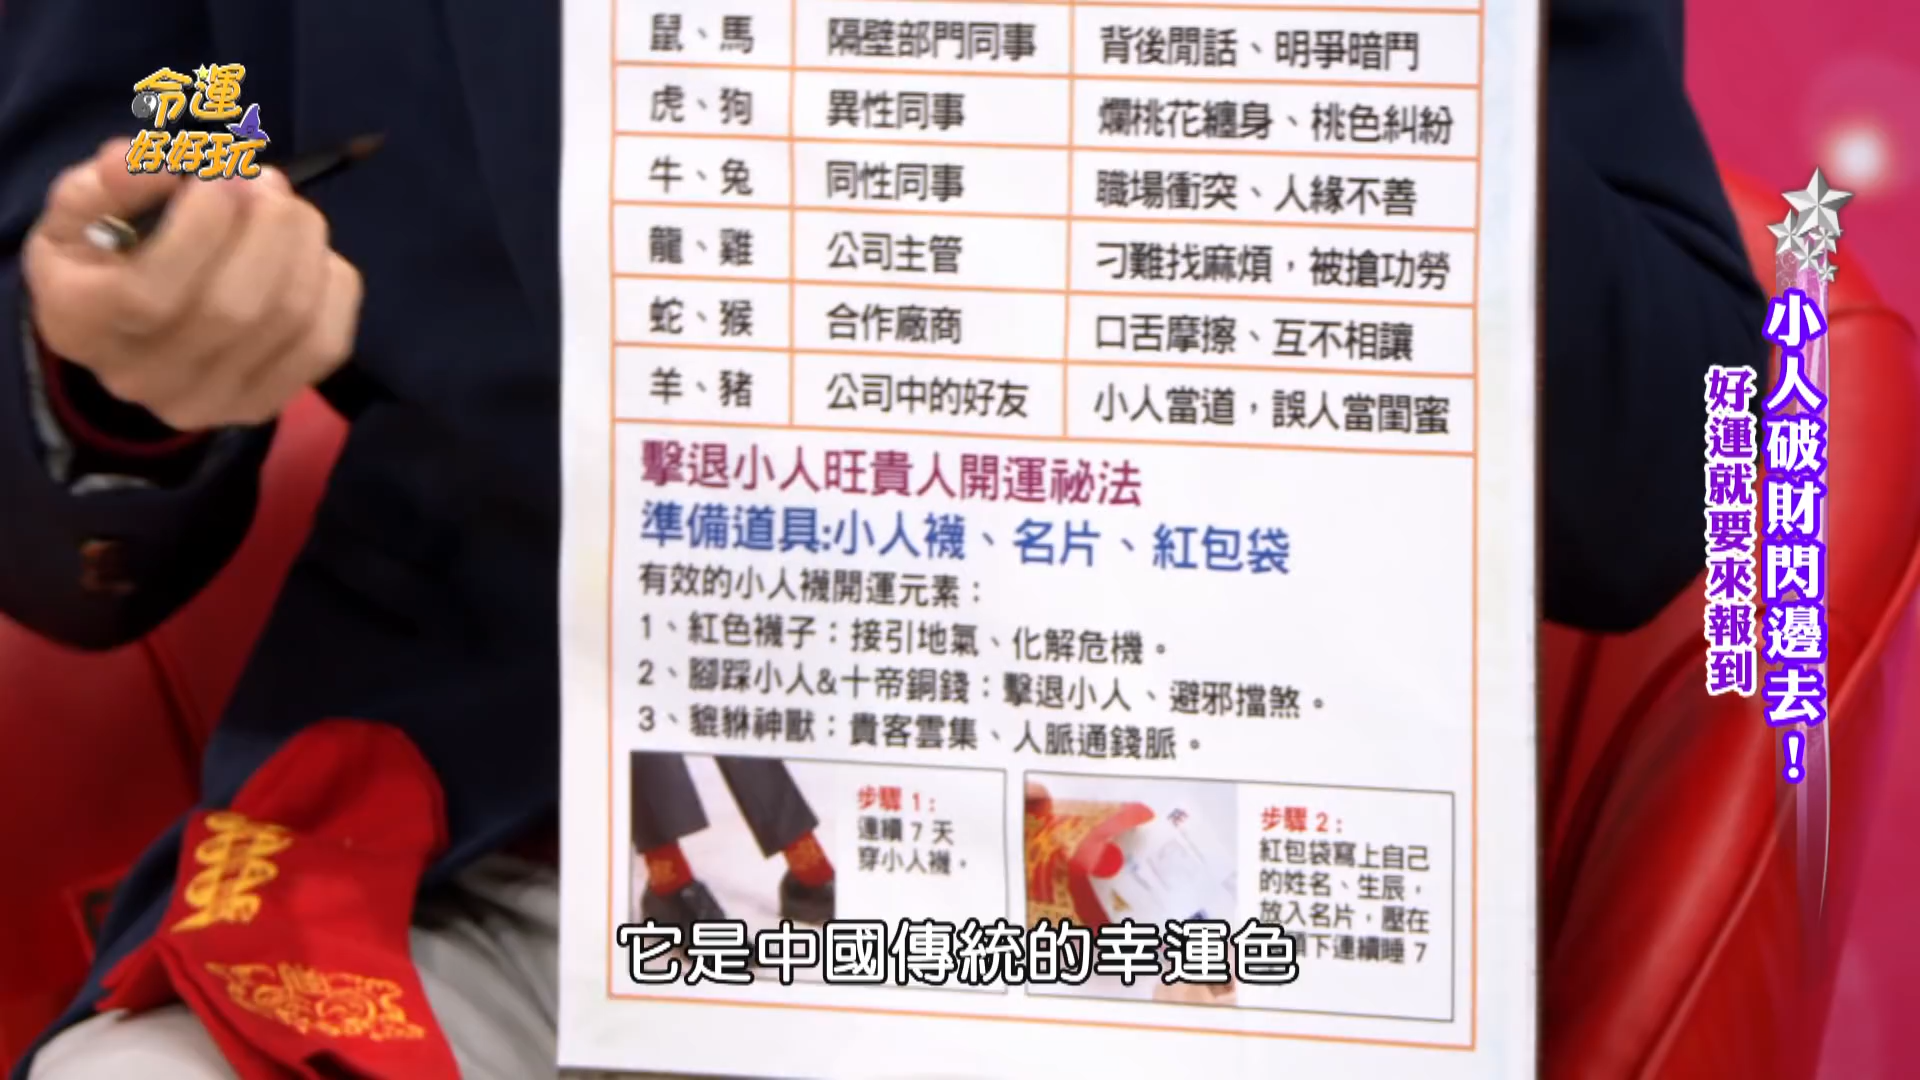 命運
好好玩
鼠、馬 隔壁部門同事 背後閒話、明爭暗鬥
虎、狗 異性同事 爛桃花纏身、桃色糾紛
牛、兔 同性同事 職場衝突、人緣不善
龍、雞 公司主管 刁難找麻煩，被搶功勞
蛇、猴 合作廠商 口舌摩擦、互不相讓
羊、豬 公司中的好友 小人當道，誤人當閨蜜
擊退小人旺貴人開運祕法
準備道具:小人襪、名片、紅包袋
有效的小人襪開運元素：
1、紅色襪子：接引地氣、化解危機。
2、腳踩小人&十帝銅錢：擊退小人、避邪擋煞。
3、貔貅神獸：貴客雲集、人脈通錢脈。
步驟 1：
連續 7 天
穿小人襪。
步驟 2：
紅包袋寫上自己
的姓名、生辰，
放入名片，壓在
下連續睡 7
它是中國傳統的幸運色
小人破財閃邊去！
好運就要來報到